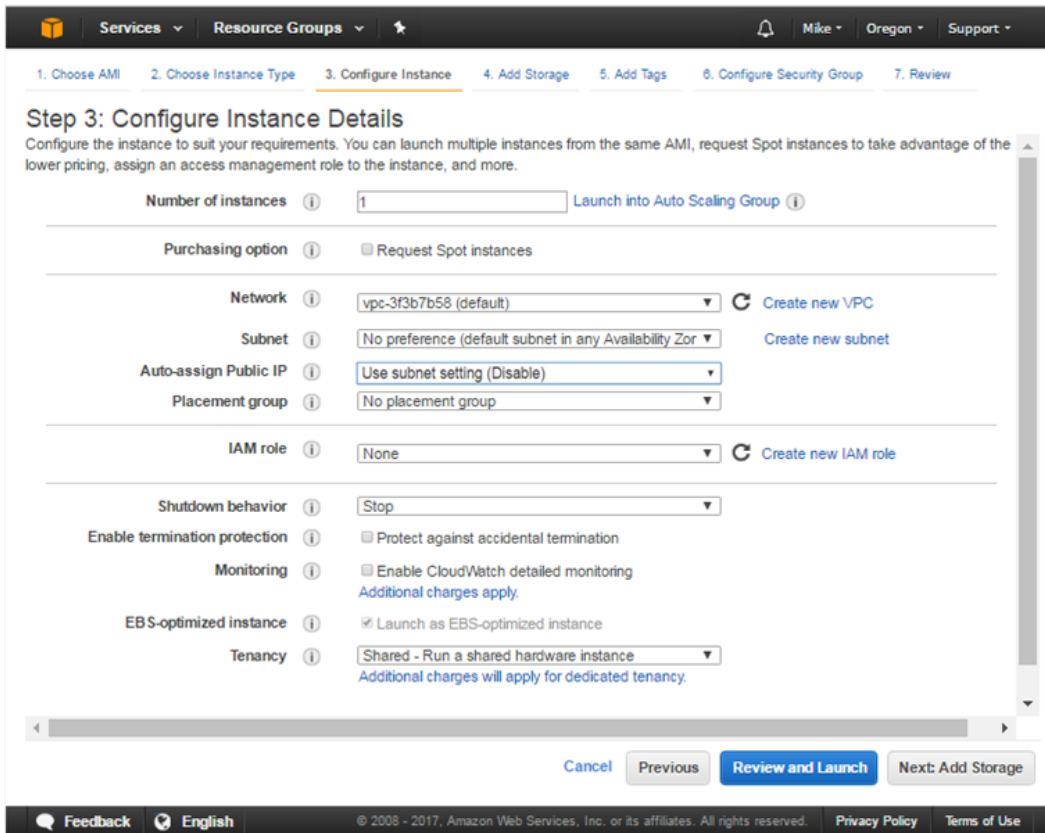 Services Resource Groups Mike Oregon Support
1. Choose AMI 2. Choose Instance Type 3. Configure Instance 4. Add Storage 5. Add Tags 6. Configure Security Group 7. Review
Step 3: Configure Instance Details
Configure the instance to suit your requirements. You can launch multiple instances from the same AMI, request Spot instances to take advantage of the
lower pricing, assign an access management role to the instance, and more.
Number of instances 1 Launch into Auto Scaling Group
Purchasing option Request Spot instances
Network vpc-3f3b7b58 (default) Create new VPC
Subnet No preference (default subnet in any Availability Zor Create new subnet
Auto-assign Public IP Use subnet setting (Disable)
Placement group No placement group
IAM role None Create new IAM role
Shutdown behavior Stop
Enable termination protection Protect against accidental termination
Monitoring Enable CloudWatch detailed monitoring
Additional charges apply.
EBS-optimized instance Launch as EBS-optimized instance
Tenancy Shared - Run a shared hardware instance
Additional charges will apply for dedicated tenancy.
Cancel Previous Review and Launch Next: Add Storage
Feedback English © 2008 - 2017, Amazon Web Services, Inc. or its affiliates. All rights reserved. Privacy Policy Terms of Use